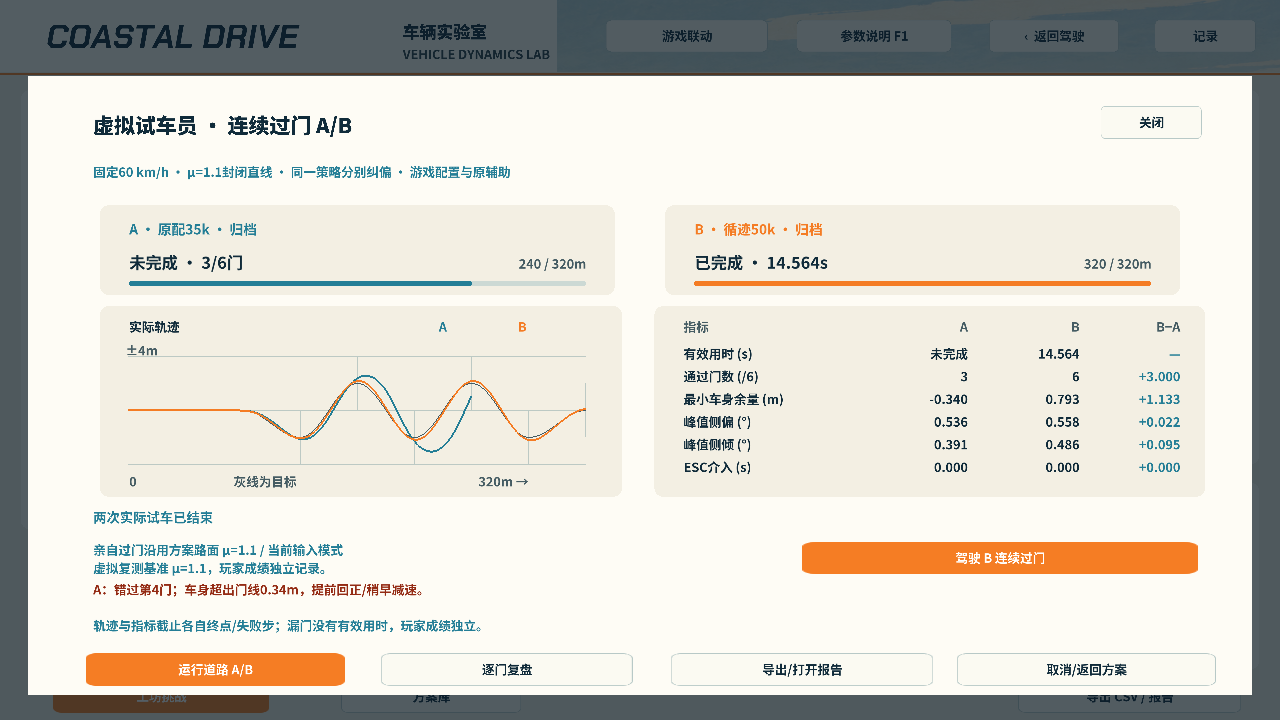 COASTAL DRIVE
车辆实验室
VEHICLE DYNAMICS LAB
游戏联动
参数说明 F1
‹ 返回驾驶
记录
虚拟试车员 · 连续过门 A/B
关闭
固定60 km/h · μ=1.1封闭直线 · 同一策略分别纠偏 · 游戏配置与原辅助
A · 原配35k · 归档
未完成 · 3/6门
240 / 320m
B · 循迹50k · 归档
已完成 · 14.564s
320 / 320m
实际轨迹 A B
±4m
0 灰线为目标 320m →
指标 A B B−A
有效用时 (s) 未完成 14.564 —
通过门数 (/6) 3 6 +3.000
最小车身余量 (m) -0.340 0.793 +1.133
峰值侧偏 (°) 0.536 0.558 +0.022
峰值侧倾 (°) 0.391 0.486 +0.095
ESC介入 (s) 0.000 0.000 +0.000
两次实际试车已结束
亲自过门沿用方案路面 μ=1.1 / 当前输入模式
虚拟复测基准 μ=1.1，玩家成绩独立记录。
A：错过第4门；车身超出门线0.34m，提前回正/稍早减速。
驾驶 B 连续过门
轨迹与指标截止各自终点/失败步；漏门没有有效用时，玩家成绩独立。
运行道路 A/B
逐门复盘
导出/打开报告
取消/返回方案
工坊挑战
方案库
导出 CSV / 报告